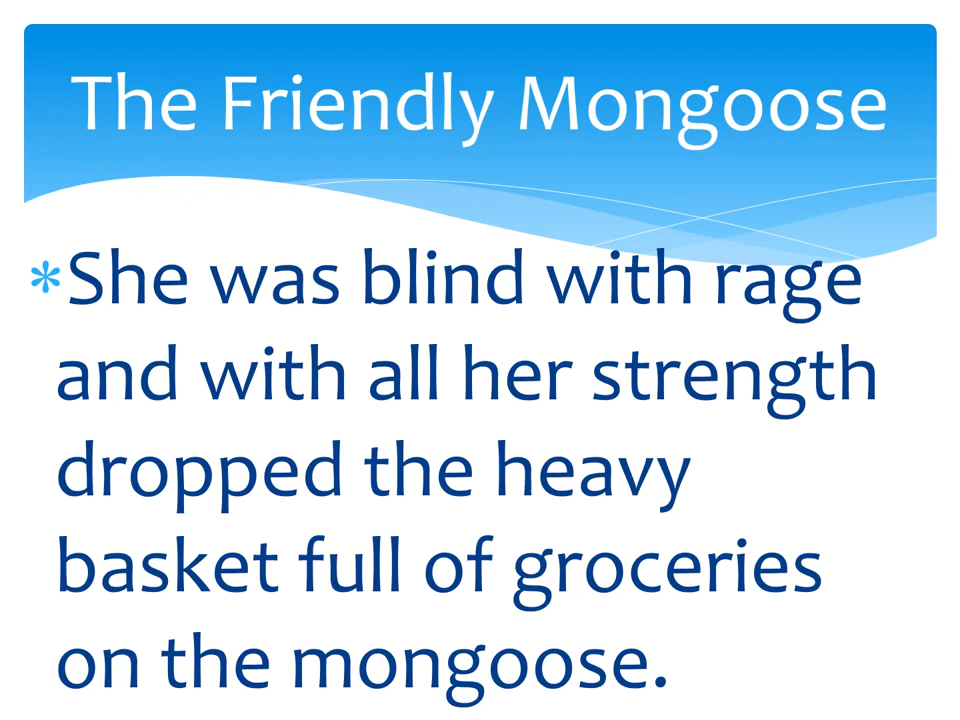 The Friendly Mongoose
*She was blind with rage
and with all her strength
dropped the heavy
basket full of groceries
on the mongoose.